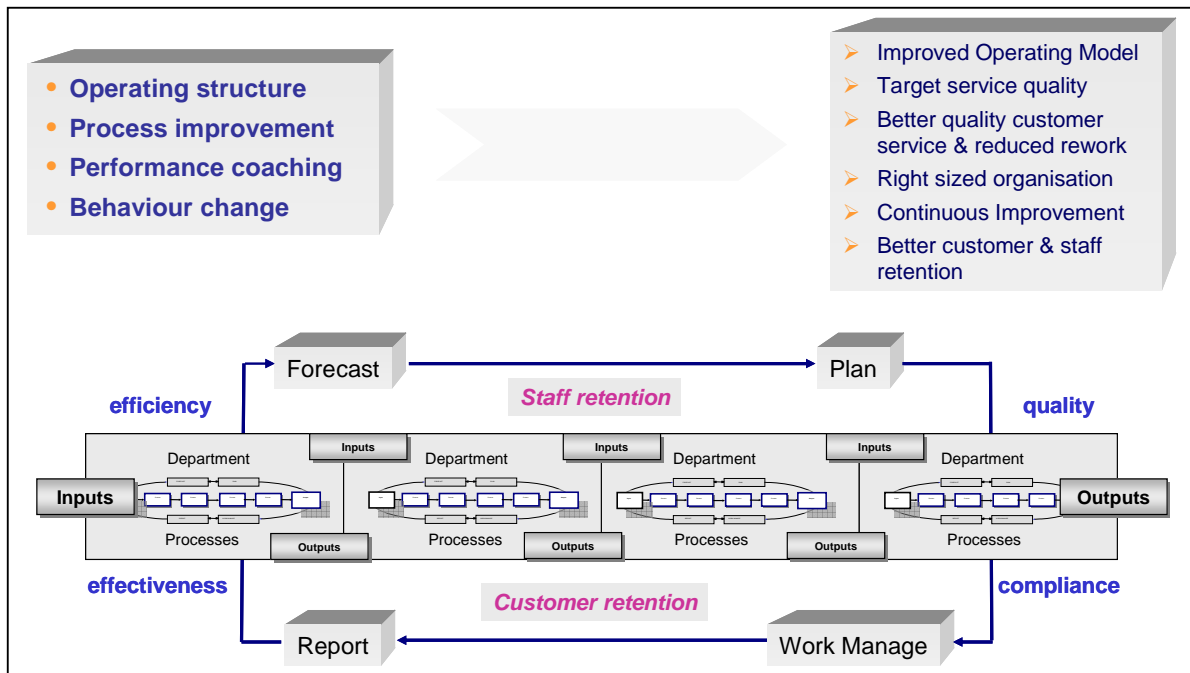 Operating structure
Process improvement
Performance coaching
Behaviour change
Improved Operating Model
Target service quality
Better quality customer
service & reduced rework
Right sized organisation
Continuous Improvement
Better customer & staff
retention
Forecast
Plan
efficiency
Staff retention
quality
Inputs
Inputs
Inputs
Department
Department
Department
Department
Inputs
Outputs
Processes
Processes
Processes
Processes
Outputs
Outputs
Outputs
effectiveness
Customer retention
compliance
Report
Work Manage